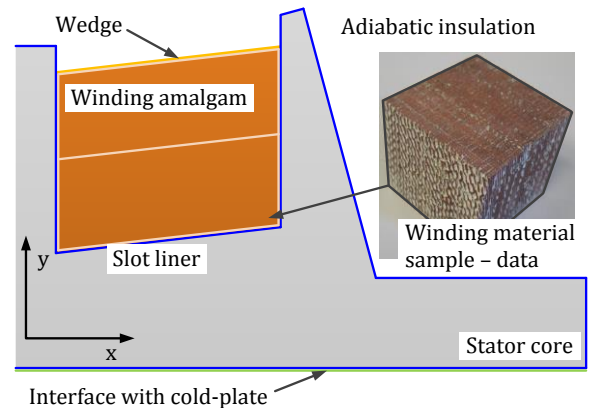 Wedge
Adiabatic insulation
Winding amalgam
Winding material
sample – data
Slot liner
y
x
Stator core
Interface with cold-plate